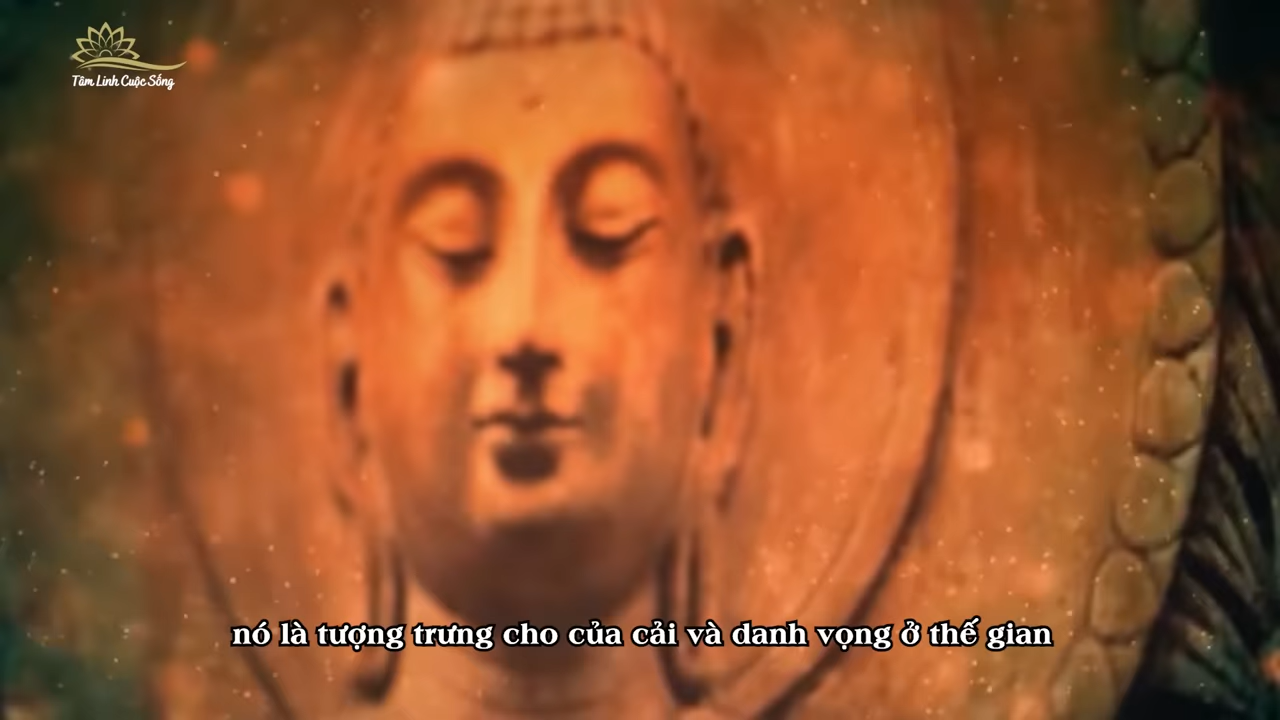 Tâm Linh Cuộc Sống
nó là tượng trưng cho của cải và danh vọng ở thế gian